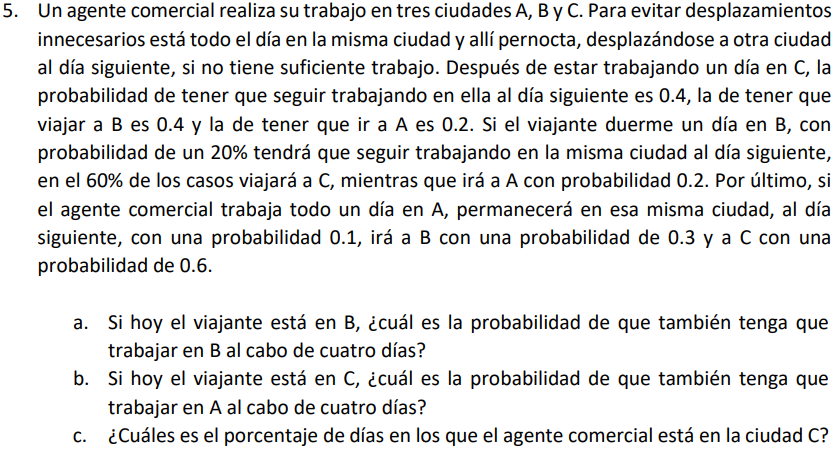 5. Un agente comercial realiza su trabajo en tres ciudades A, B y C. Para evitar desplazamientos
innecesarios está todo el día en la misma ciudad y allí pernocta, desplazándose a otra ciudad
al día siguiente, si no tiene suficiente trabajo. Después de estar trabajando un día en C, la
probabilidad de tener que seguir trabajando en ella al día siguiente es 0.4, la de tener que
viajar a B es 0.4 y la de tener que ir a A es 0.2. Si el viajante duerme un día en B, con
probabilidad de un 20% tendrá que seguir trabajando en la misma ciudad al día siguiente,
en el 60% de los casos viajará a C, mientras que irá a A con probabilidad 0.2. Por último, si
el agente comercial trabaja todo un día en A, permanecerá en esa misma ciudad, al día
siguiente, con una probabilidad 0.1, irá a B con una probabilidad de 0.3 y a C con una
probabilidad de 0.6.
a. Si hoy el viajante está en B, ¿cuál es la probabilidad de que también tenga que
trabajar en B al cabo de cuatro días?
b. Si hoy el viajante está en C, ¿cuál es la probabilidad de que también tenga que
trabajar en A al cabo de cuatro días?
c. ¿Cuáles es el porcentaje de días en los que el agente comercial está en la ciudad C?